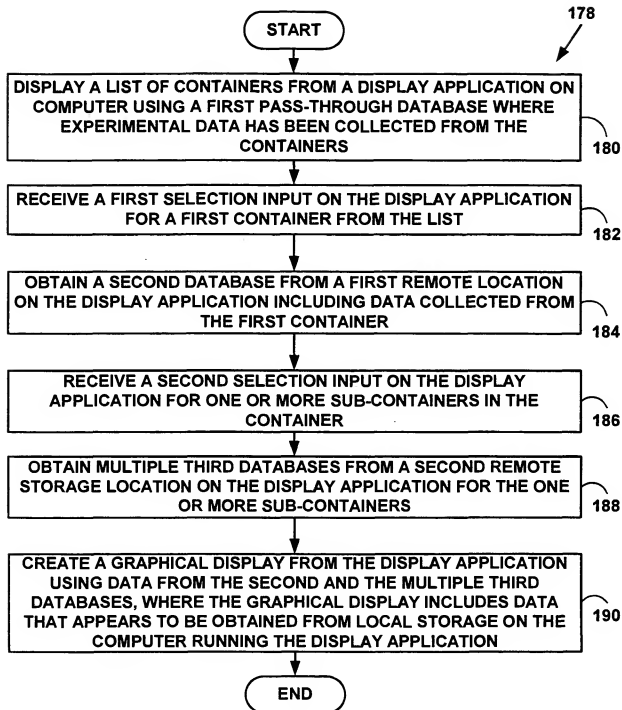 START
178
DISPLAY A LIST OF CONTAINERS FROM A DISPLAY APPLICATION ON
COMPUTER USING A FIRST PASS-THROUGH DATABASE WHERE
EXPERIMENTAL DATA HAS BEEN COLLECTED FROM THE
CONTAINERS
180
RECEIVE A FIRST SELECTION INPUT ON THE DISPLAY APPLICATION
FOR A FIRST CONTAINER FROM THE LIST
182
OBTAIN A SECOND DATABASE FROM A FIRST REMOTE LOCATION
ON THE DISPLAY APPLICATION INCLUDING DATA COLLECTED FROM
THE FIRST CONTAINER
184
RECEIVE A SECOND SELECTION INPUT ON THE DISPLAY
APPLICATION FOR ONE OR MORE SUB-CONTAINERS IN THE
CONTAINER
186
OBTAIN MULTIPLE THIRD DATABASES FROM A SECOND REMOTE
STORAGE LOCATION ON THE DISPLAY APPLICATION FOR THE ONE
OR MORE SUB-CONTAINERS
188
CREATE A GRAPHICAL DISPLAY FROM THE DISPLAY APPLICATION
USING DATA FROM THE SECOND AND THE MULTIPLE THIRD
DATABASES, WHERE THE GRAPHICAL DISPLAY INCLUDES DATA
THAT APPEARS TO BE OBTAINED FROM LOCAL STORAGE ON THE
COMPUTER RUNNING THE DISPLAY APPLICATION
190
END